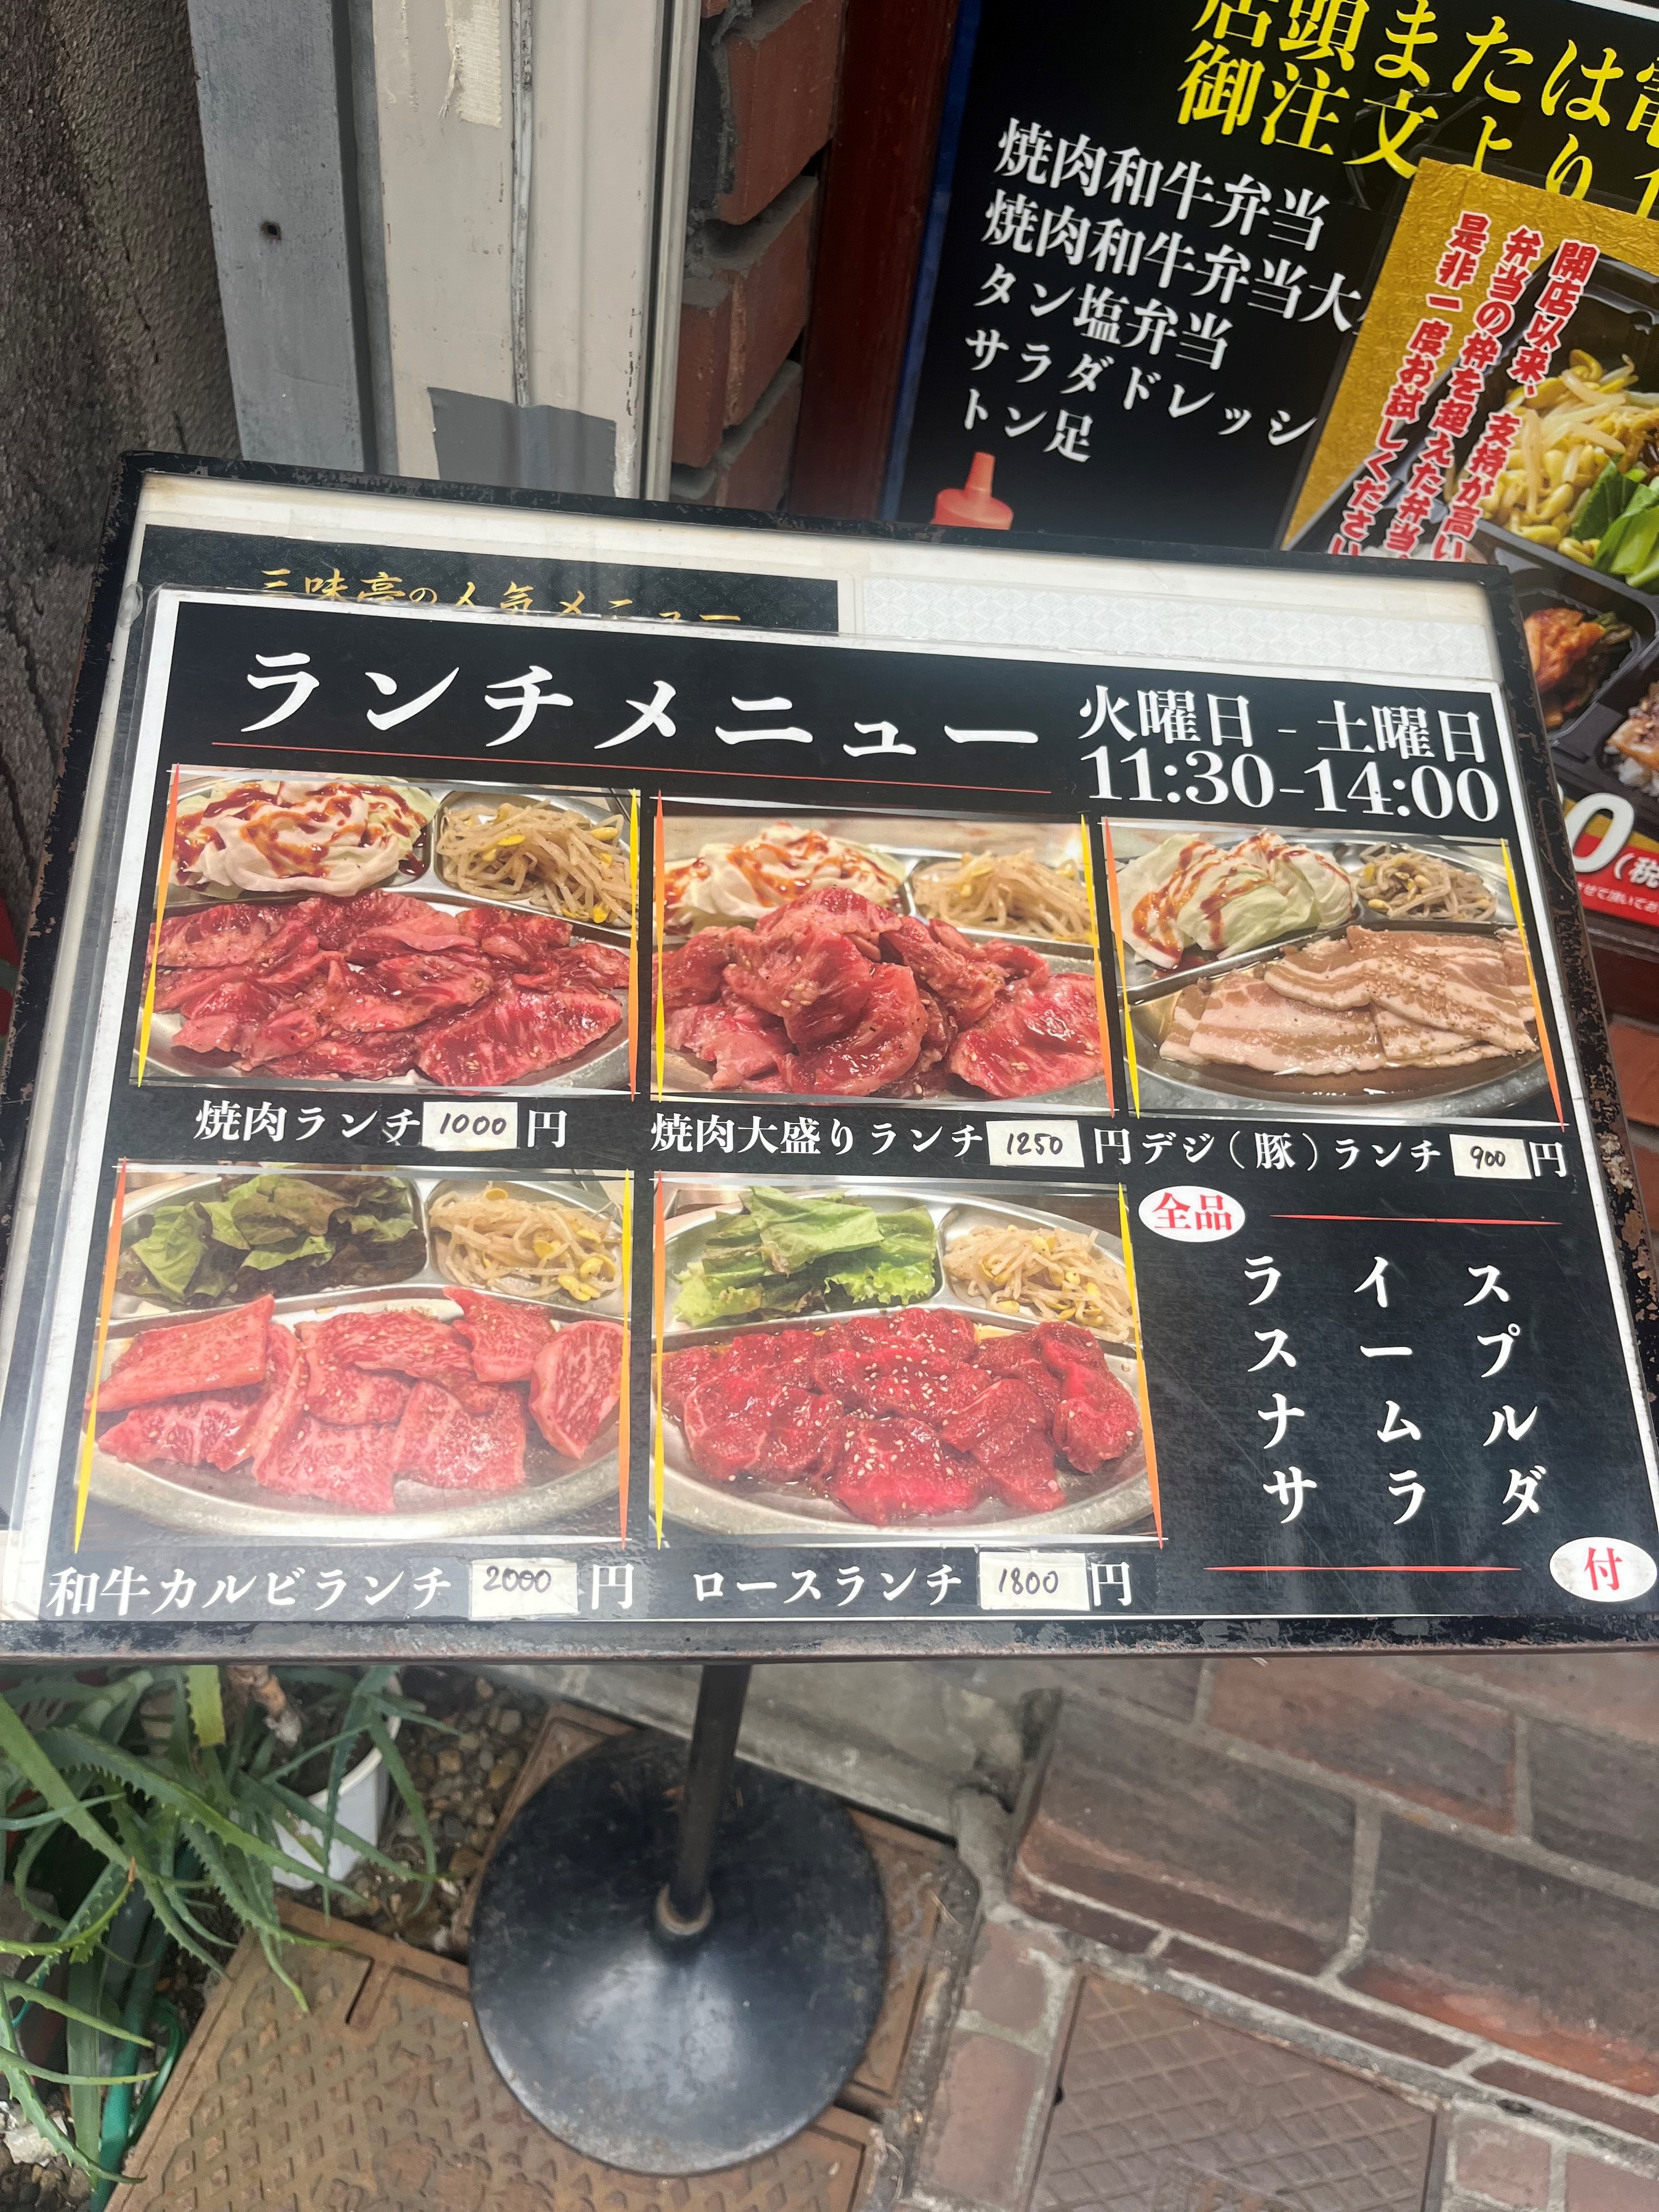 店頭または
御注文より
焼肉和牛弁当
焼肉和牛弁当大
タン塩弁当
サラダドレッシ
トン足
開店以来、支持が高い
弁当の枠を超えた弁当
是非一度お試しください
三味亭の人気メニュー
ランチメニュー
火曜日 - 土曜日
11:30-14:00
焼肉ランチ 1000 円
焼肉大盛りランチ 1250 円
デジ(豚)ランチ 900 円
和牛カルビランチ 2000 円
ロースランチ 1800 円
全品
ライス
スープ
ナムル
サラダ
付
0(税